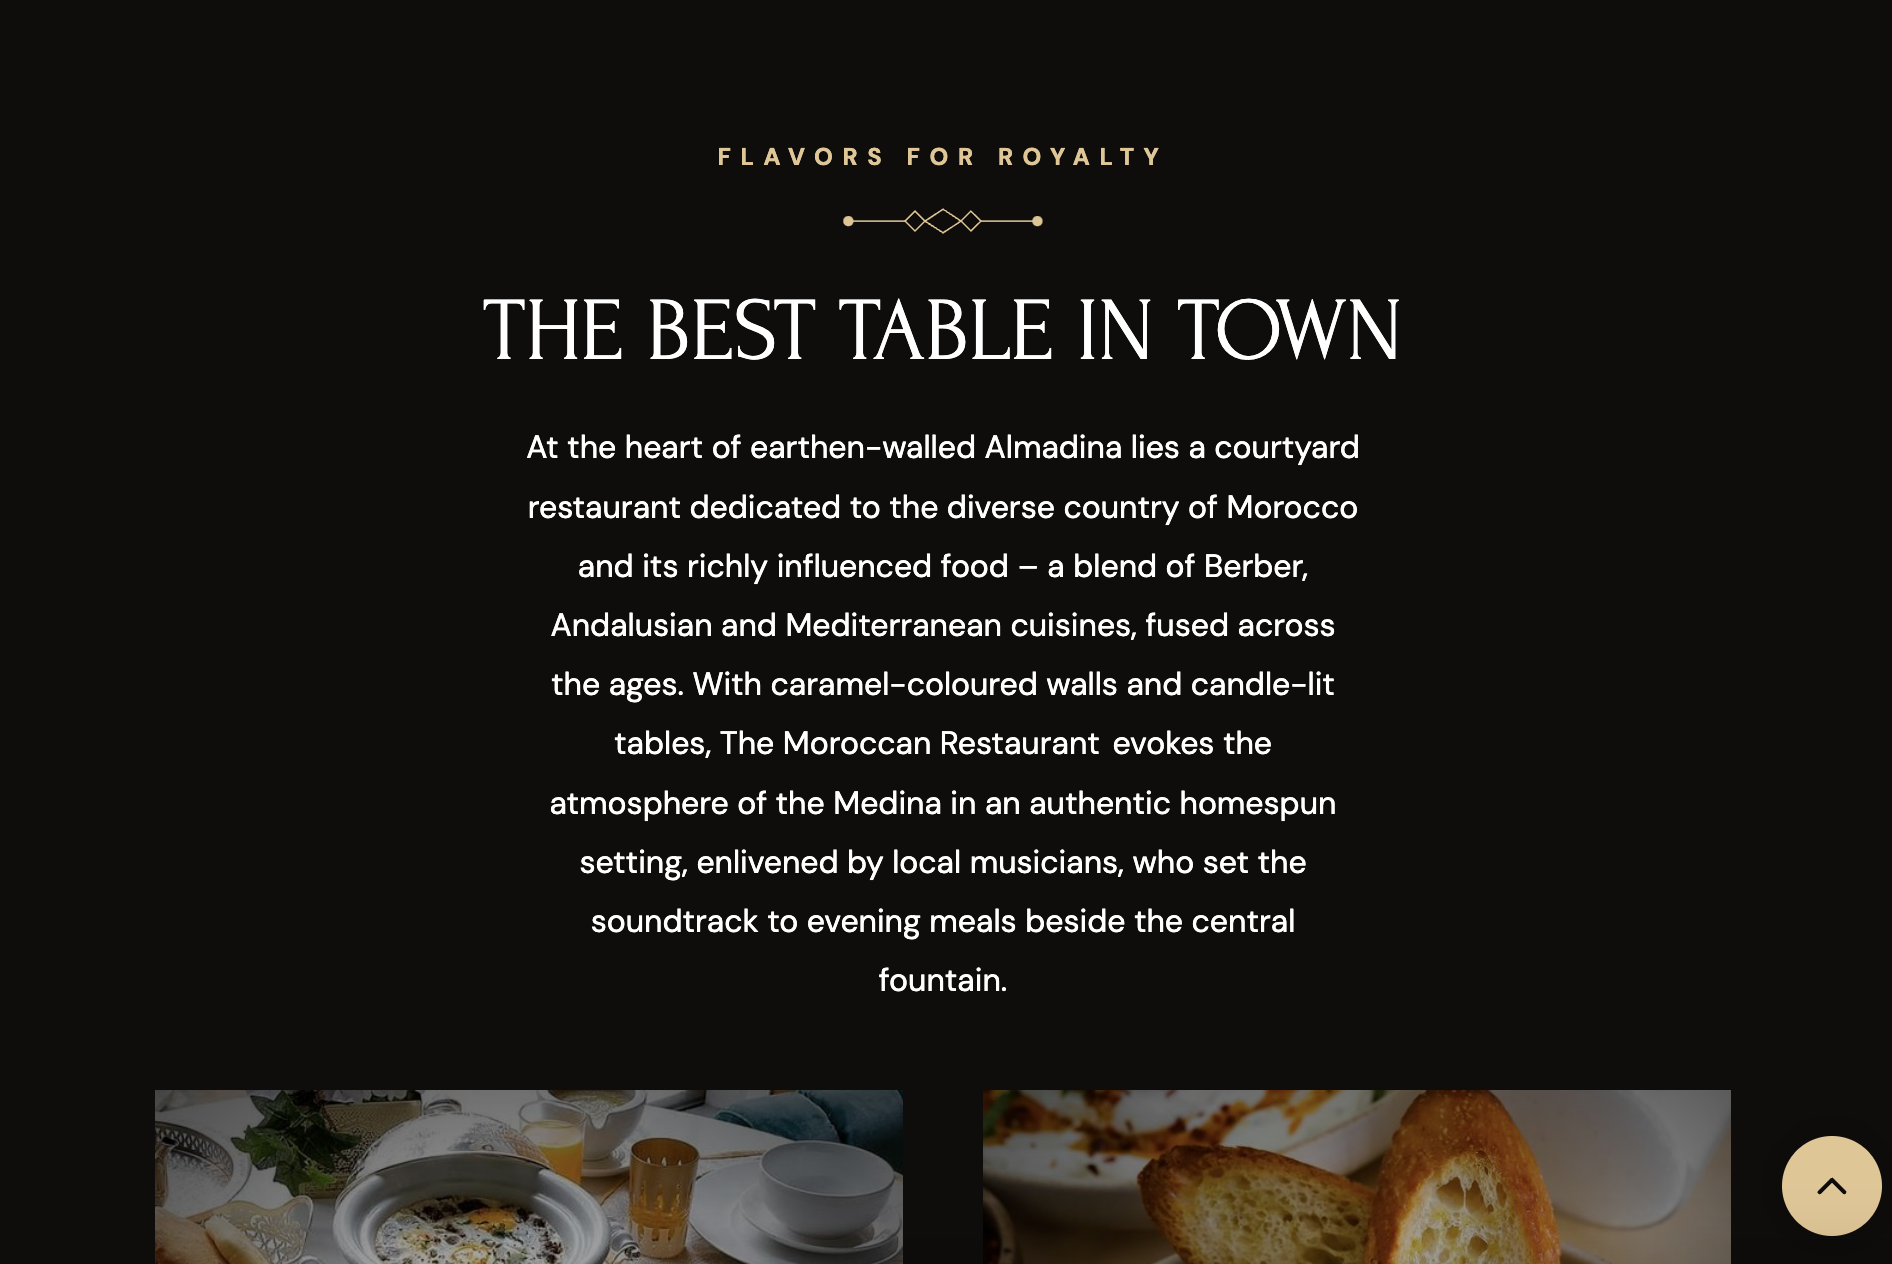 FLAVORS FOR ROYALTY
THE BEST TABLE IN TOWN
At the heart of earthen-walled Almadina lies a courtyard
restaurant dedicated to the diverse country of Morocco
and its richly influenced food – a blend of Berber,
Andalusian and Mediterranean cuisines, fused across
the ages. With caramel-coloured walls and candle-lit
tables, The Moroccan Restaurant evokes the
atmosphere of the Medina in an authentic homespun
setting, enlivened by local musicians, who set the
soundtrack to evening meals beside the central
fountain.